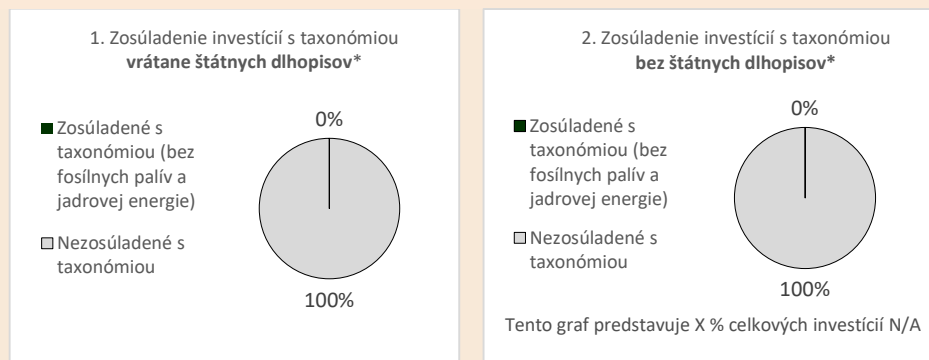 1. Zosúladenie investícií s taxonómiou
vrátane štátnych dlhopisov*
Zosúladené s
taxonómiou (bez
fosílnych palív a
jadrovej energie)
Nezosúladené s
taxonómiou
0%
100%
2. Zosúladenie investícií s taxonómiou
bez štátnych dlhopisov*
Zosúladené s
taxonómiou (bez
fosílnych palív a
jadrovej energie)
Nezosúladené s
taxonómiou
0%
100%
Tento graf predstavuje X % celkových investícií N/A